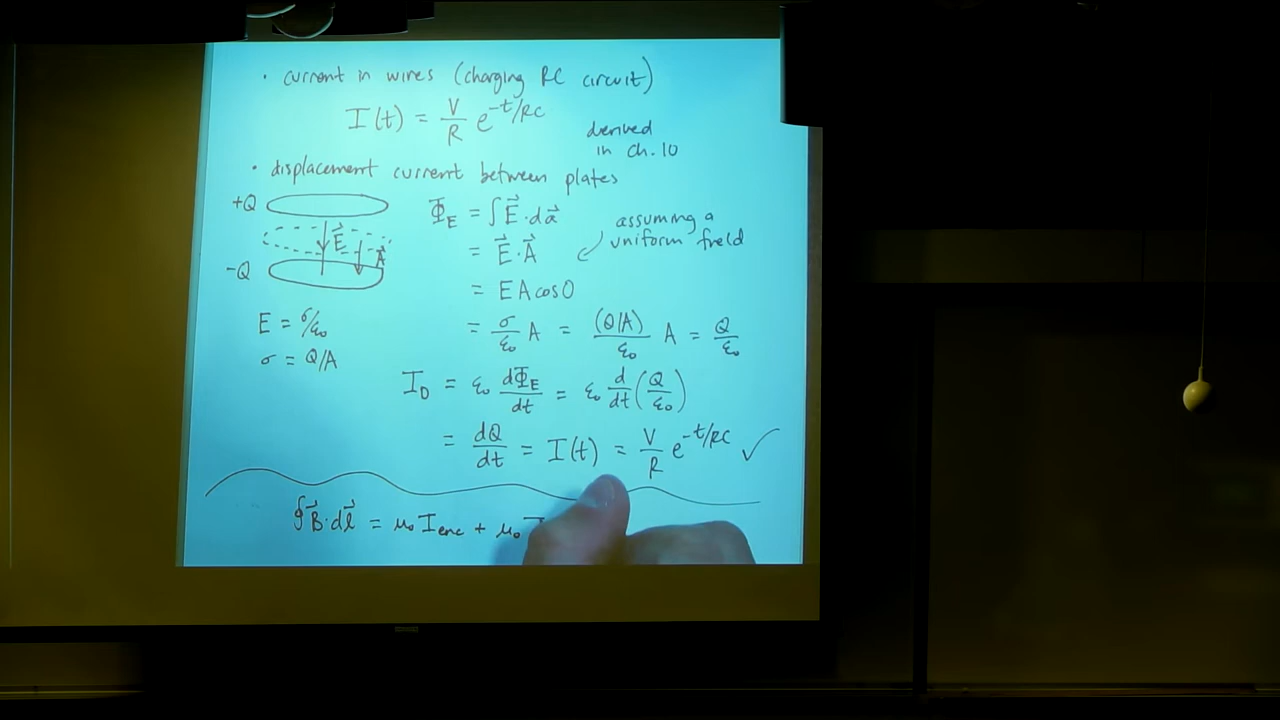 · current in wires (charging RC circuit)
I(t) = V/R e^{-t/RC}
derived
in ch. 10
· displacement current between plates
+Q
E⃗
A⃗
-Q
E = σ/ε₀
σ = Q/A
Φ_E = ∫E⃗·da⃗
= E⃗·A⃗
assuming a
uniform field
= EA cos0
= σ/ε₀ A = (Q/A)/ε₀ A = Q/ε₀
I_D = ε₀ dΦ_E/dt = ε₀ d/dt (Q/ε₀)
= dQ/dt = I(t) = V/R e^{-t/RC} ✓
∮B⃗·dl⃗ = μ₀ I_enc + μ₀